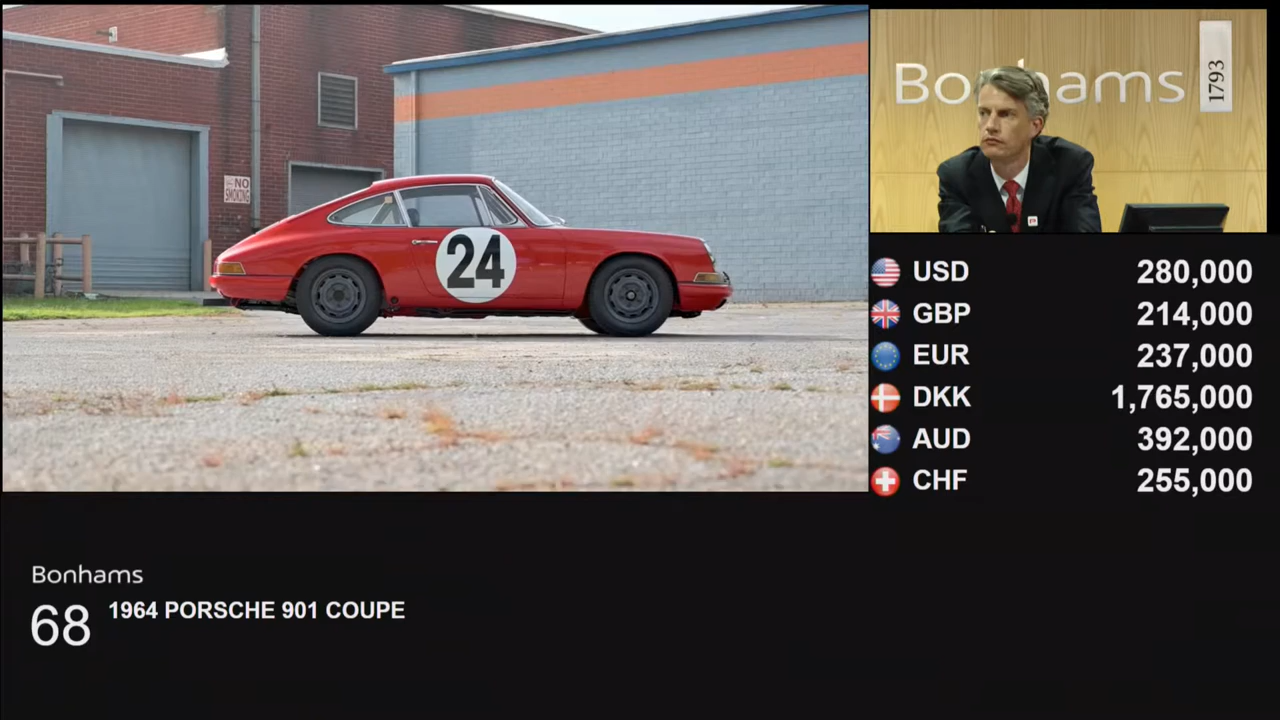 NO
SMOKING
24
Bonhams
1793
USD 280,000
GBP 214,000
EUR 237,000
DKK 1,765,000
AUD 392,000
CHF 255,000
Bonhams
68 1964 PORSCHE 901 COUPE